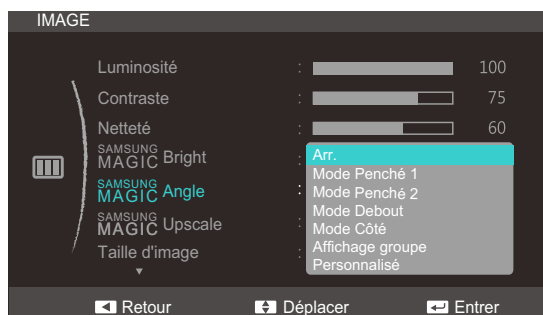 IMAGE
Luminosité : 100
Contraste : 75
Netteté : 60
SAMSUNG MAGIC Bright :
SAMSUNG MAGIC Angle :
SAMSUNG MAGIC Upscale :
Taille d'image :
Arr.
Mode Penché 1
Mode Penché 2
Mode Debout
Mode Côté
Affichage groupe
Personnalisé
Retour Déplacer Entrer